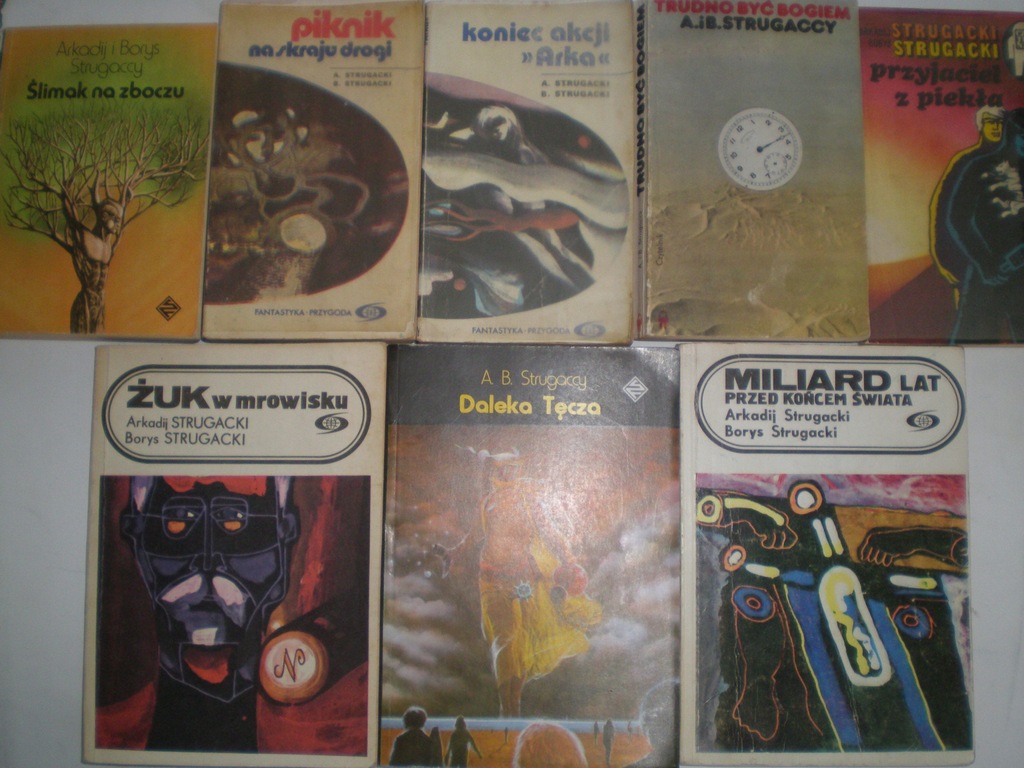 Arkadij i Borys
Strugaccy
Ślimak na zboczu
piknik
na skraju drogi
A. STRUGACKI
B. STRUGACKI
FANTASTYKA-PRZYGODA
koniec akcji
»Arka«
A. STRUGACKI
B. STRUGACKI
FANTASTYKA-PRZYGODA
TRUDNO BYĆ BOGIEM
TRUDNO BYĆ BOGIEM
A. i B. STRUGACCY
Czytelnik
STRUGACKI
STRUGACKI
przyjaciel
z piekła
ŻUK w mrowisku
Arkadij STRUGACKI
Borys STRUGACKI
A. B. Strugaccy
Daleka Tęcza
MILIARD LAT
PRZED KOŃCEM ŚWIATA
Arkadij Strugacki
Borys Strugacki